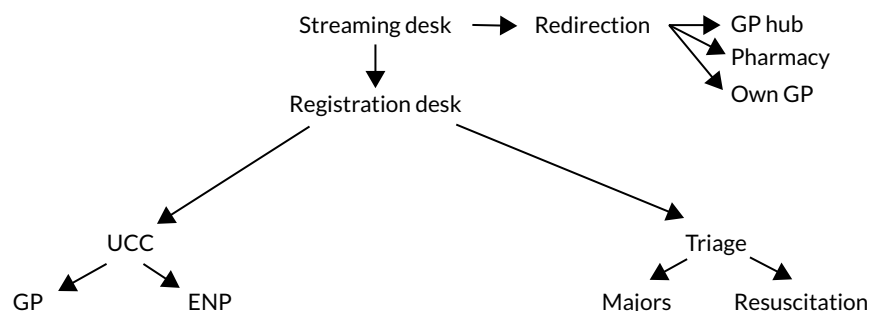 Streaming desk
Redirection
GP hub
Pharmacy
Own GP
Registration desk
UCC
Triage
GP
ENP
Majors
Resuscitation